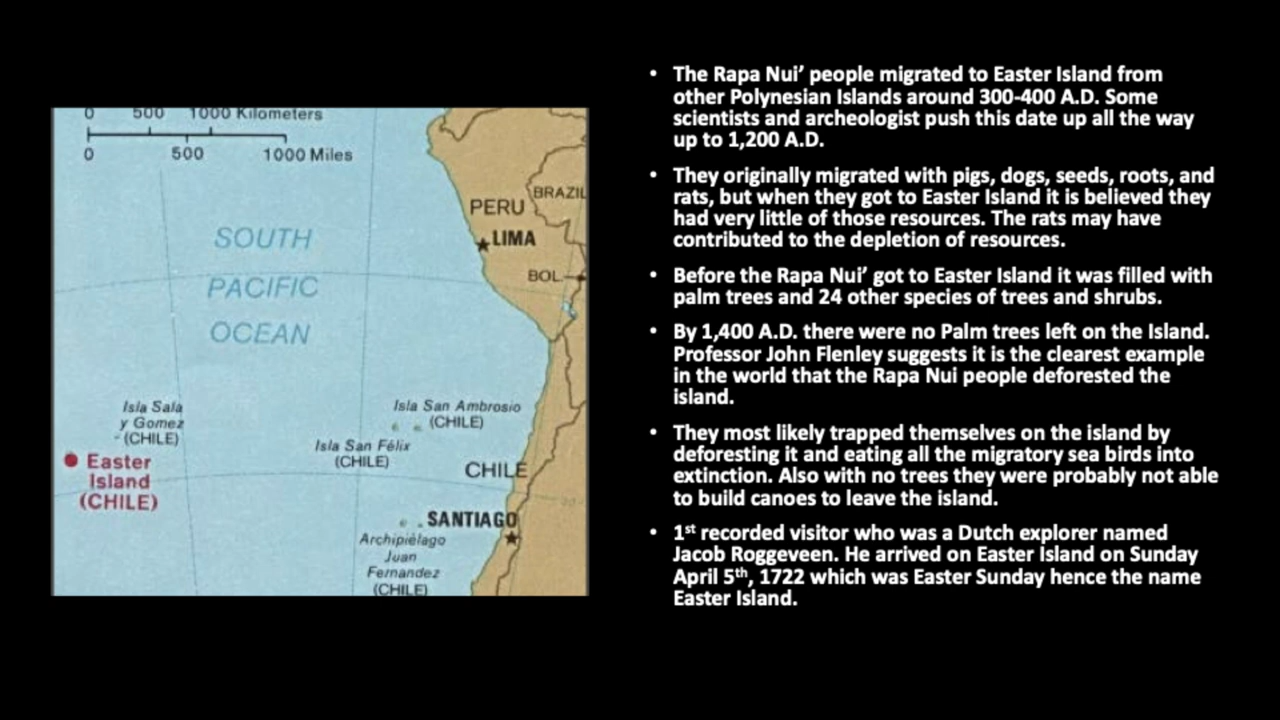 0 500 1000 Kilometers
0 500 1000 Miles
PERU
BRAZIL
LIMA
SOUTH
PACIFIC
OCEAN
BOL.
Isla Sala
y Gomez
(CHILE)
Isla San Ambrosio
(CHILE)
Isla San Félix
(CHILE)
Easter
Island
(CHILE)
CHILE
SANTIAGO
Archipiélago
Juan
Fernandez
(CHILE)
• The Rapa Nui’ people migrated to Easter Island from
other Polynesian Islands around 300-400 A.D. Some
scientists and archeologist push this date up all the way
up to 1,200 A.D.
• They originally migrated with pigs, dogs, seeds, roots, and
rats, but when they got to Easter Island it is believed they
had very little of those resources. The rats may have
contributed to the depletion of resources.
• Before the Rapa Nui’ got to Easter Island it was filled with
palm trees and 24 other species of trees and shrubs.
• By 1,400 A.D. there were no Palm trees left on the Island.
Professor John Flenley suggests it is the clearest example
in the world that the Rapa Nui people deforested the
island.
• They most likely trapped themselves on the island by
deforesting it and eating all the migratory sea birds into
extinction. Also with no trees they were probably not able
to build canoes to leave the island.
• 1st recorded visitor who was a Dutch explorer named
Jacob Roggeveen. He arrived on Easter Island on Sunday
April 5th, 1722 which was Easter Sunday hence the name
Easter Island.